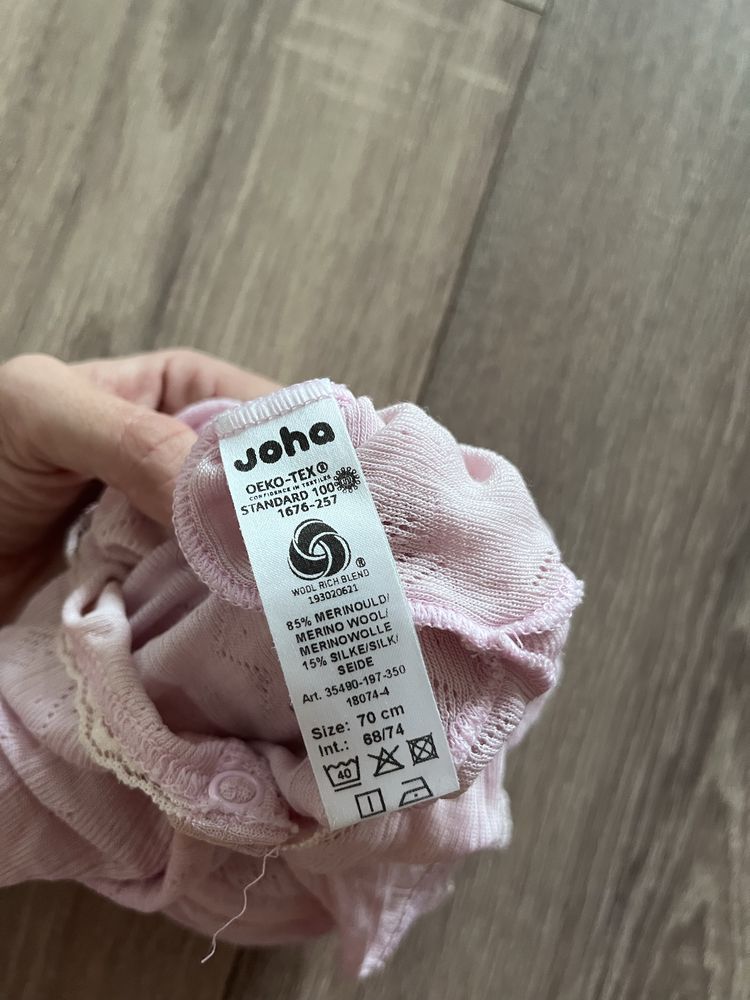 Joha
OEKO-TEX®
CONFIDENCE IN TEXTILES
STANDARD 100
1676-257
®
WOOL RICH BLEND
193020621
85% MERINOULD/
MERINO WOOL/
MERINOWOLLE
15% SILKE/SILK/
SEIDE
Art. 35490-197-350
18074-4
Size: 70 cm
Int.: 68/74
40